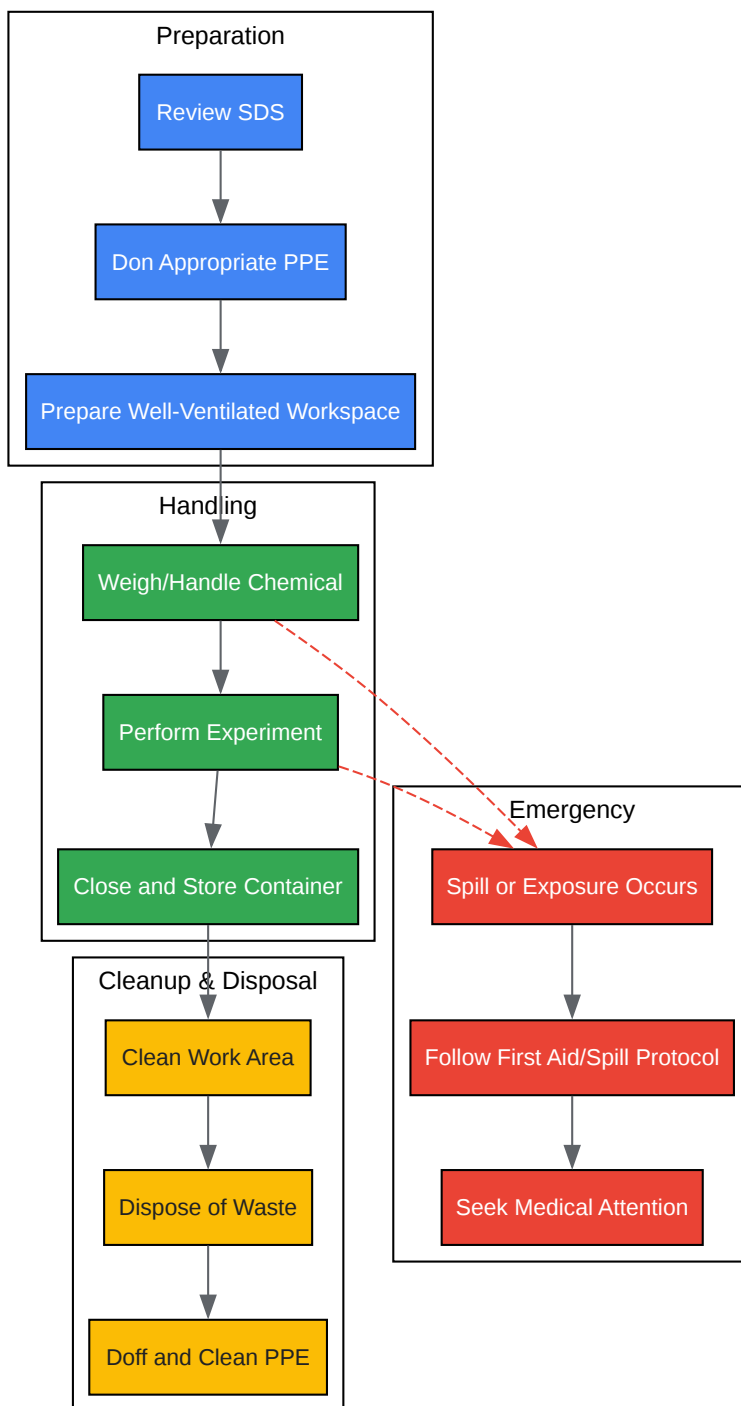 Preparation
Review SDS
Don Appropriate PPE
Prepare Well-Ventilated Workspace
Handling
Weigh/Handle Chemical
Perform Experiment
Close and Store Container
Emergency
Spill or Exposure Occurs
Follow First Aid/Spill Protocol
Seek Medical Attention
Cleanup & Disposal
Clean Work Area
Dispose of Waste
Doff and Clean PPE